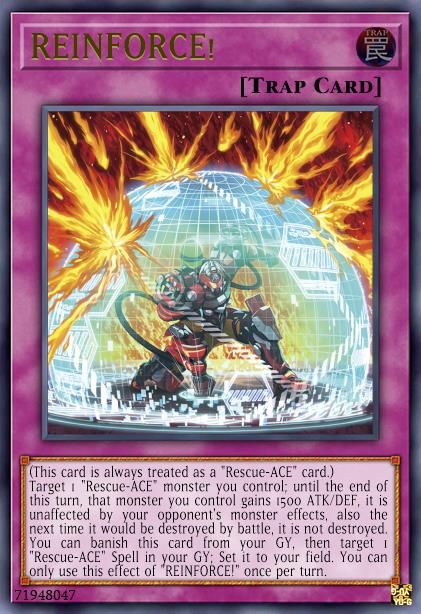 REINFORCE!
TRAP
罠
[TRAP CARD]
(This card is always treated as a "Rescue-ACE" card.)
Target 1 "Rescue-ACE" monster you control; until the end of
this turn, that monster you control gains 1500 ATK/DEF, it is
unaffected by your opponent's monster effects, also the
next time it would be destroyed by battle, it is not destroyed.
You can banish this card from your GY, then target 1
"Rescue-ACE" Spell in your GY; Set it to your field. You can
only use this effect of "REINFORCE!" once per turn.
71948047